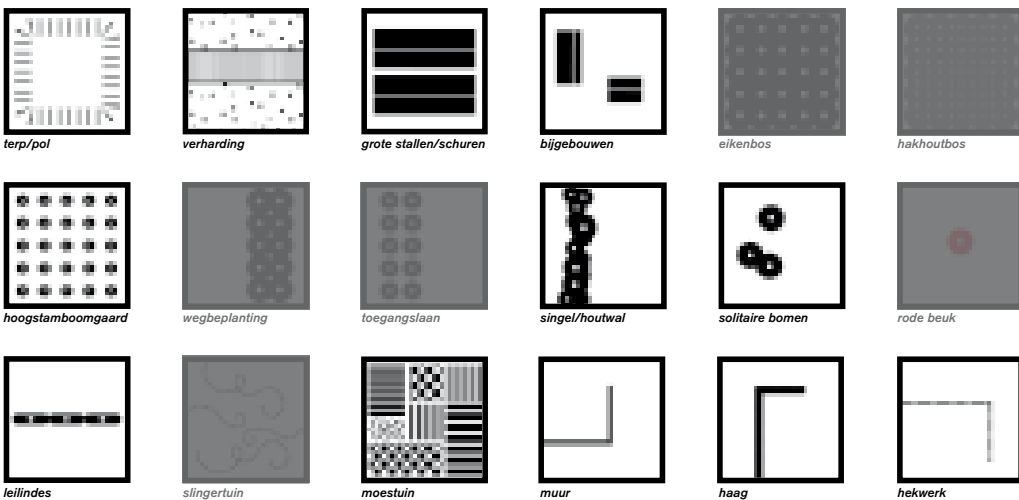 terp/pol verharding grote stallen/schuren bijgebouwen eikenbos hakhoutbos
hoogstamboomgaard wegbeplanting toegangslaan singel/houtwal solitaire bomen rode beuk
leilindes slingertuin moestuin muur haag hekwerk